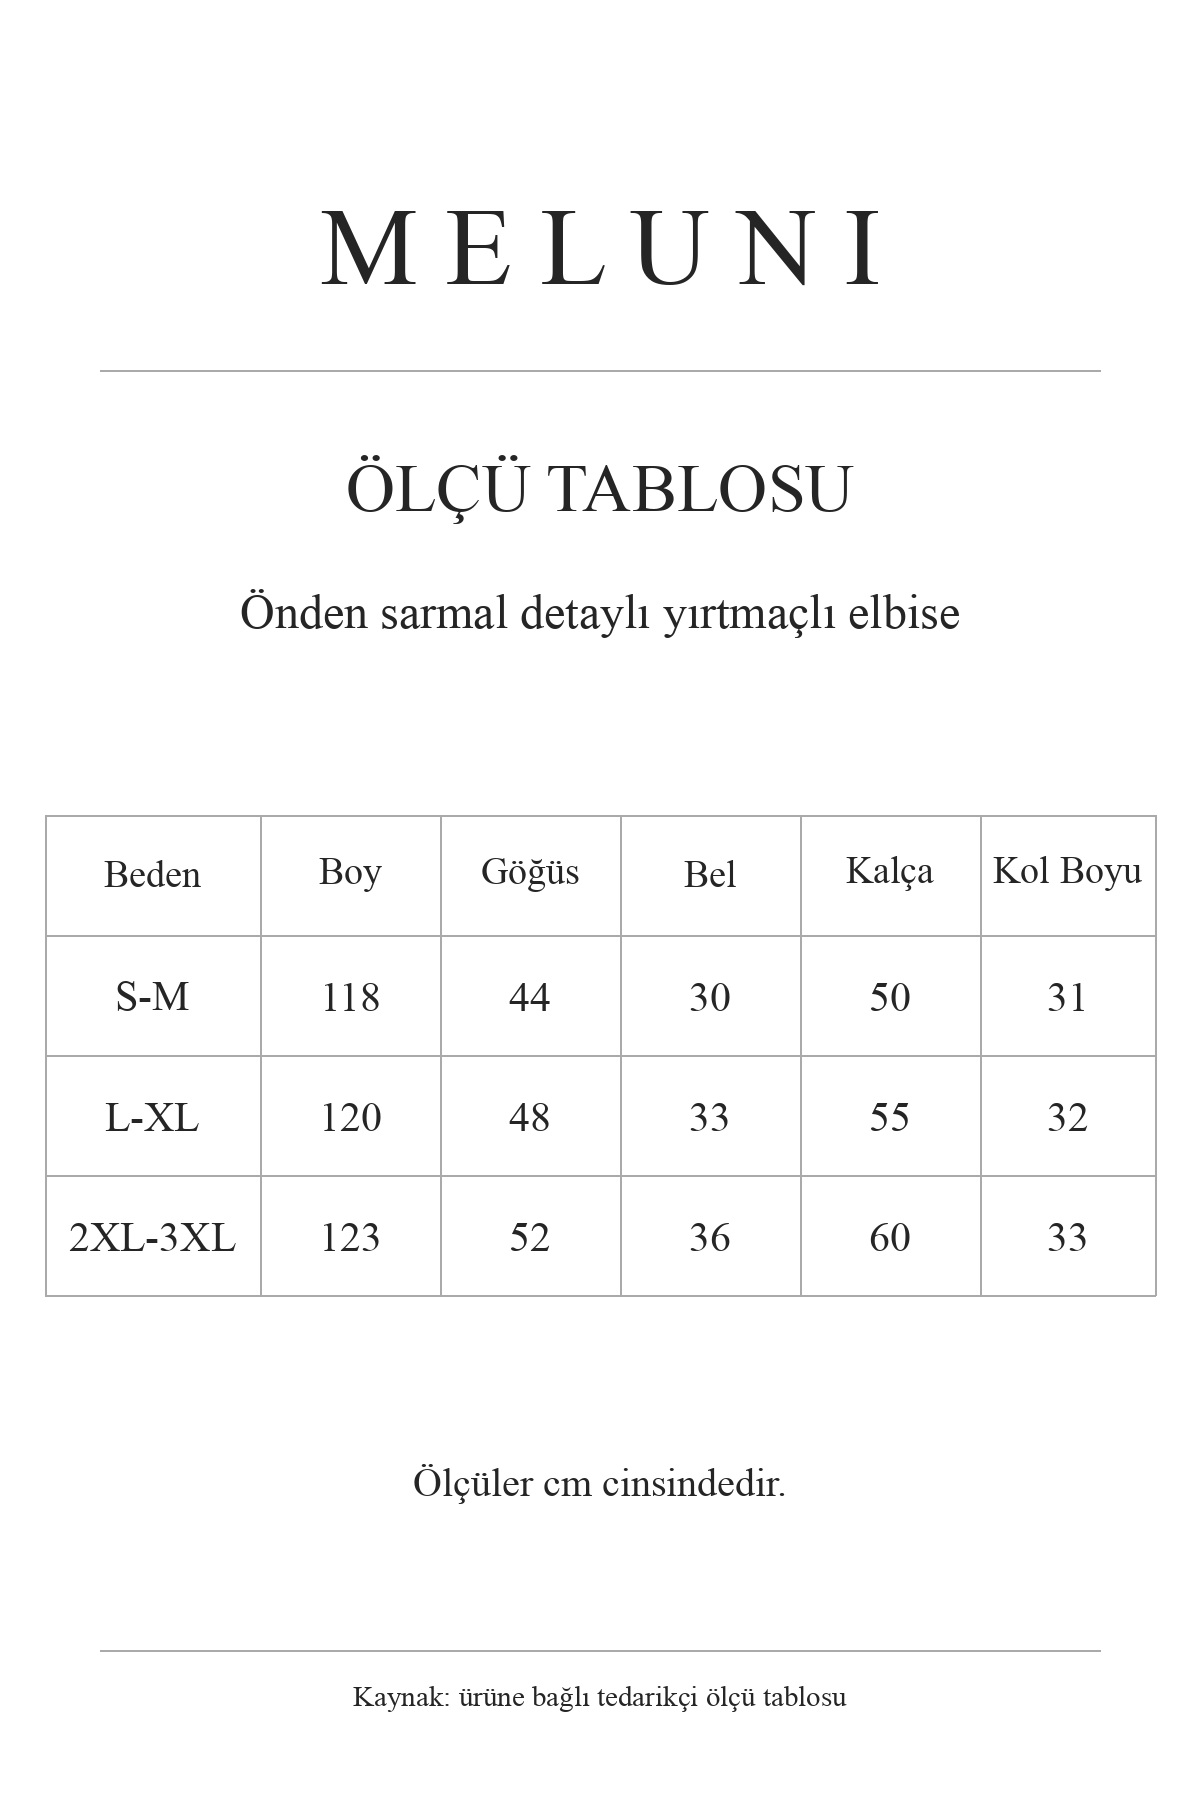 MELUNI
ÖLÇÜ TABLOSU
Önden sarmal detaylı yırtmaçlı elbise
Beden Boy Göğüs Bel Kalça Kol Boyu
S-M 118 44 30 50 31
L-XL 120 48 33 55 32
2XL-3XL 123 52 36 60 33
Ölçüler cm cinsindedir.
Kaynak: ürüne bağlı tedarikçi ölçü tablosu